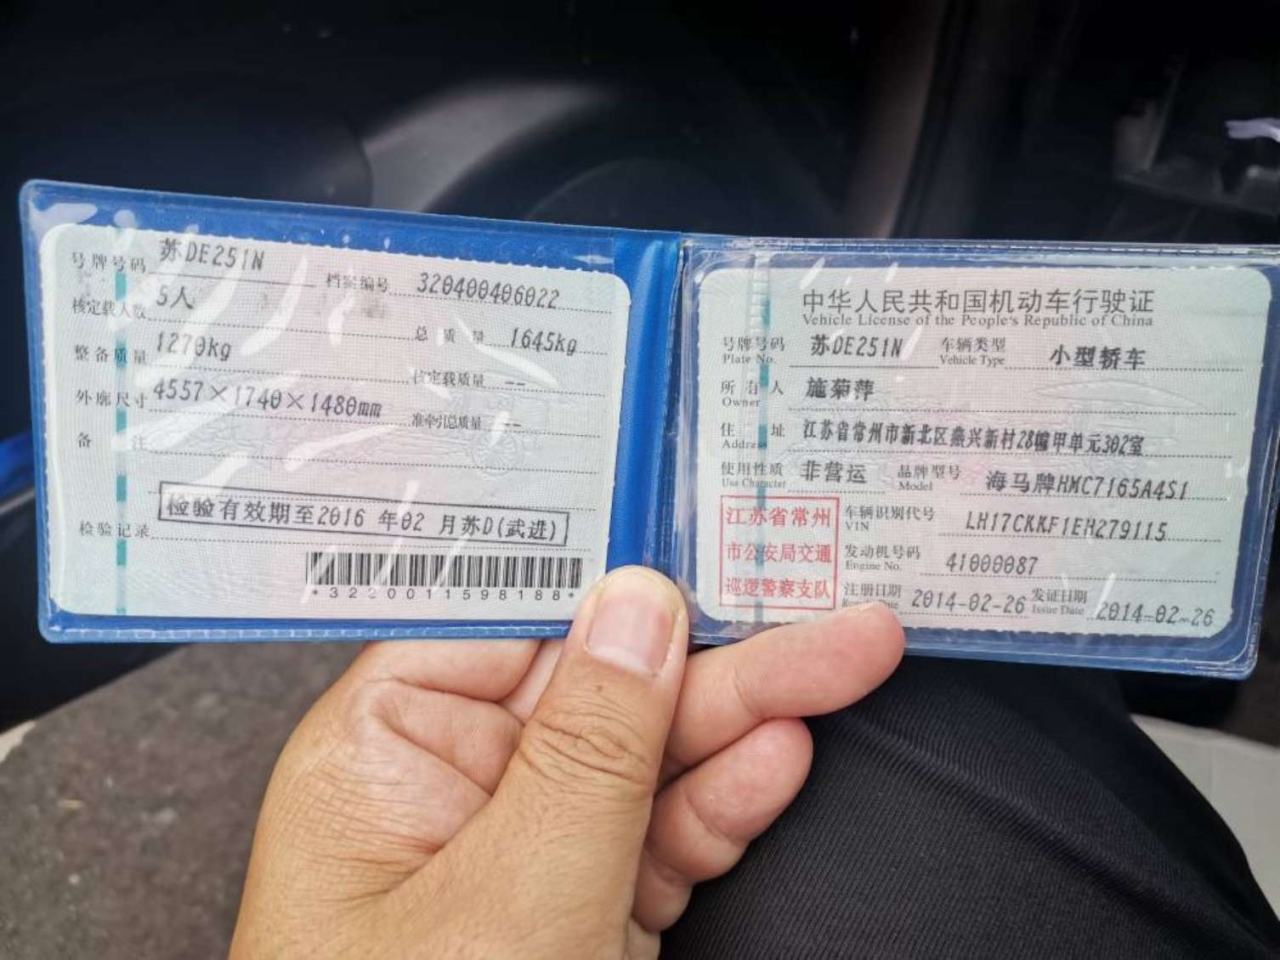 号牌号码 苏DE251N 档案编号 320400406022
核定载人数 5人 总质量 1645kg
整备质量 1270kg 核定载质量 --
外廓尺寸 4557×1740×1480mm 准牵引总质量 --
备注
检验记录 检验有效期至2016年02月苏D(武进)
*3220011598188*
中华人民共和国机动车行驶证
Vehicle License of the People's Republic of China
号牌号码 苏DE251N 车辆类型 小型轿车
Plate No. Vehicle Type
所有人 施菊萍
Owner
住址 江苏省常州市新北区燕兴新村28幢甲单元302室
Address
使用性质 非营运 品牌型号 海马牌HMC7165A4S1
Use Character Model
江苏省常州
市公安局交通
巡逻警察支队
车辆识别代号 LH17CKKF1EH279115
VIN
发动机号码 41000087
Engine No.
注册日期 2014-02-26 发证日期 2014-02-26
Issue Date